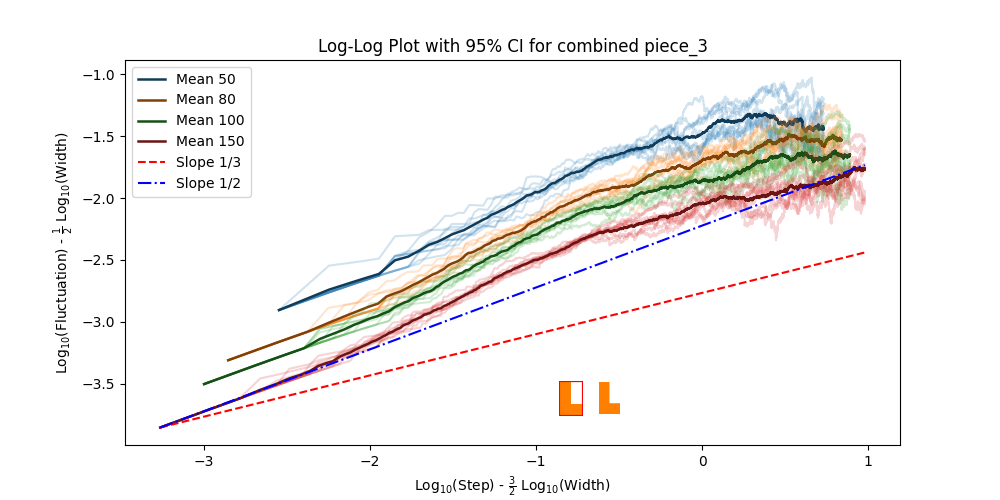 Log-Log Plot with 95% CI for combined piece_3
Log₁₀(Fluctuation) - ½ Log₁₀(Width)
−1.0
−1.5
−2.0
−2.5
−3.0
−3.5
Mean 50
Mean 80
Mean 100
Mean 150
Slope 1/3
Slope 1/2
−3
−2
−1
0
1
Log₁₀(Step) - 3/2 Log₁₀(Width)